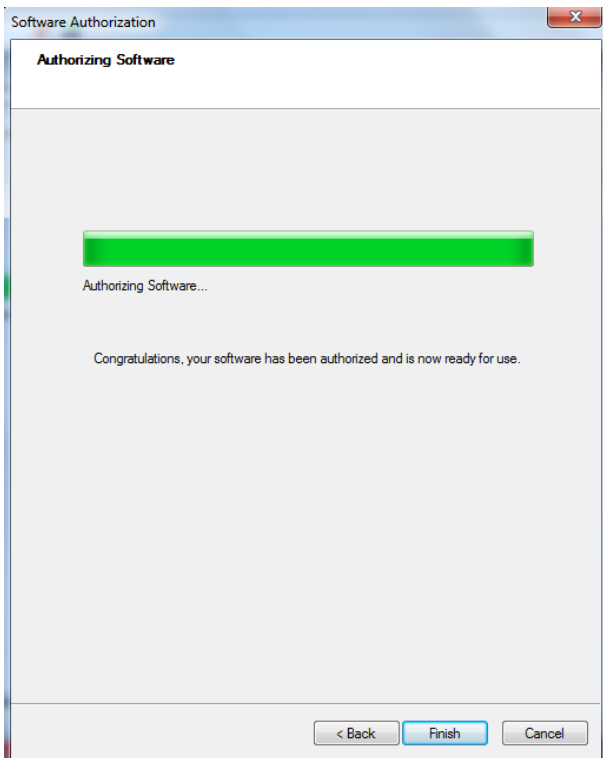 Software Authorization
Authorizing Software
Authorizing Software...
Congratulations, your software has been authorized and is now ready for use.
< Back
Finish
Cancel